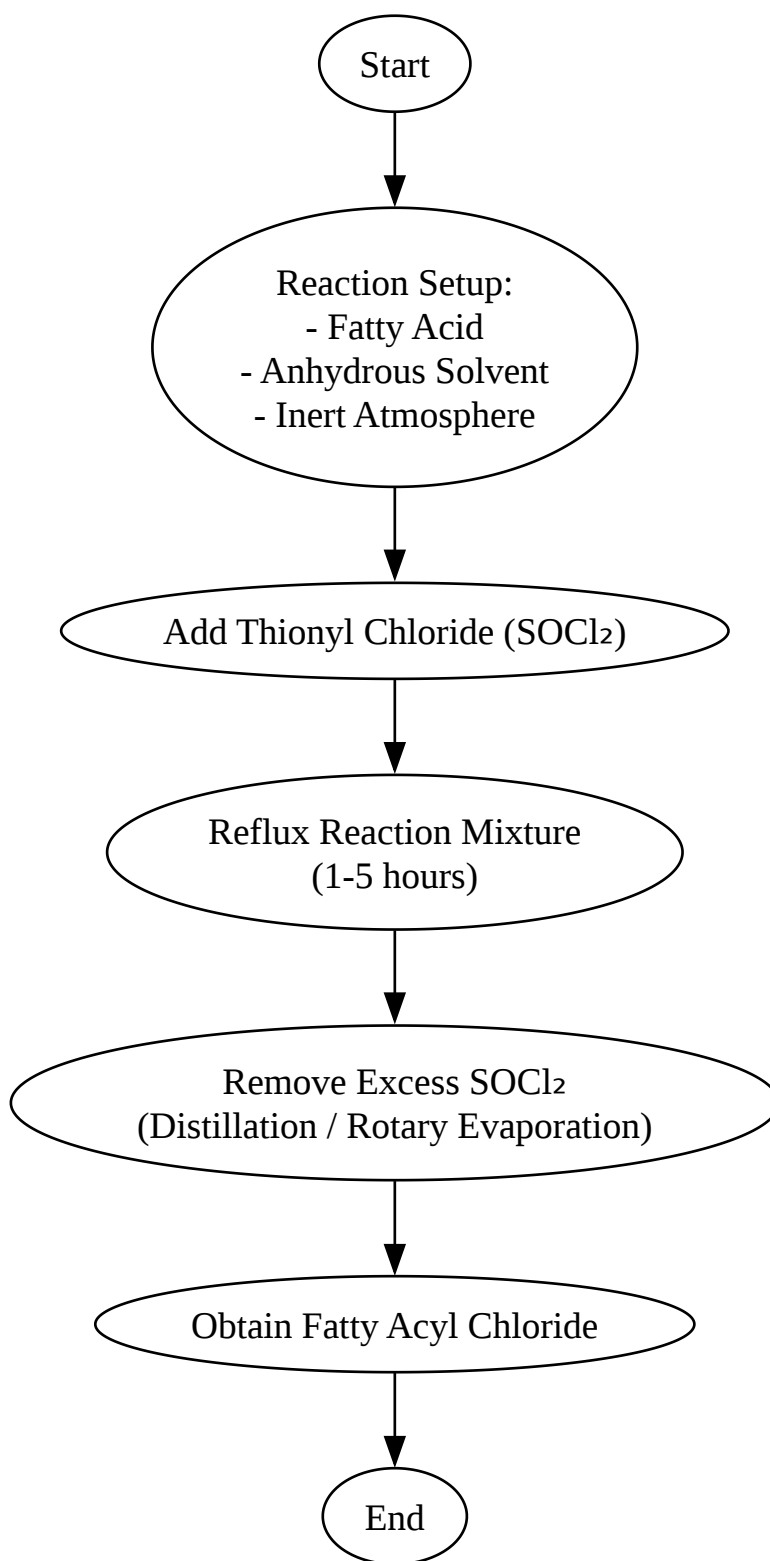 Start
Reaction Setup:
- Fatty Acid
- Anhydrous Solvent
- Inert Atmosphere
Add Thionyl Chloride (SOCl₂)
Reflux Reaction Mixture
(1-5 hours)
Remove Excess SOCl₂
(Distillation / Rotary Evaporation)
Obtain Fatty Acyl Chloride
End